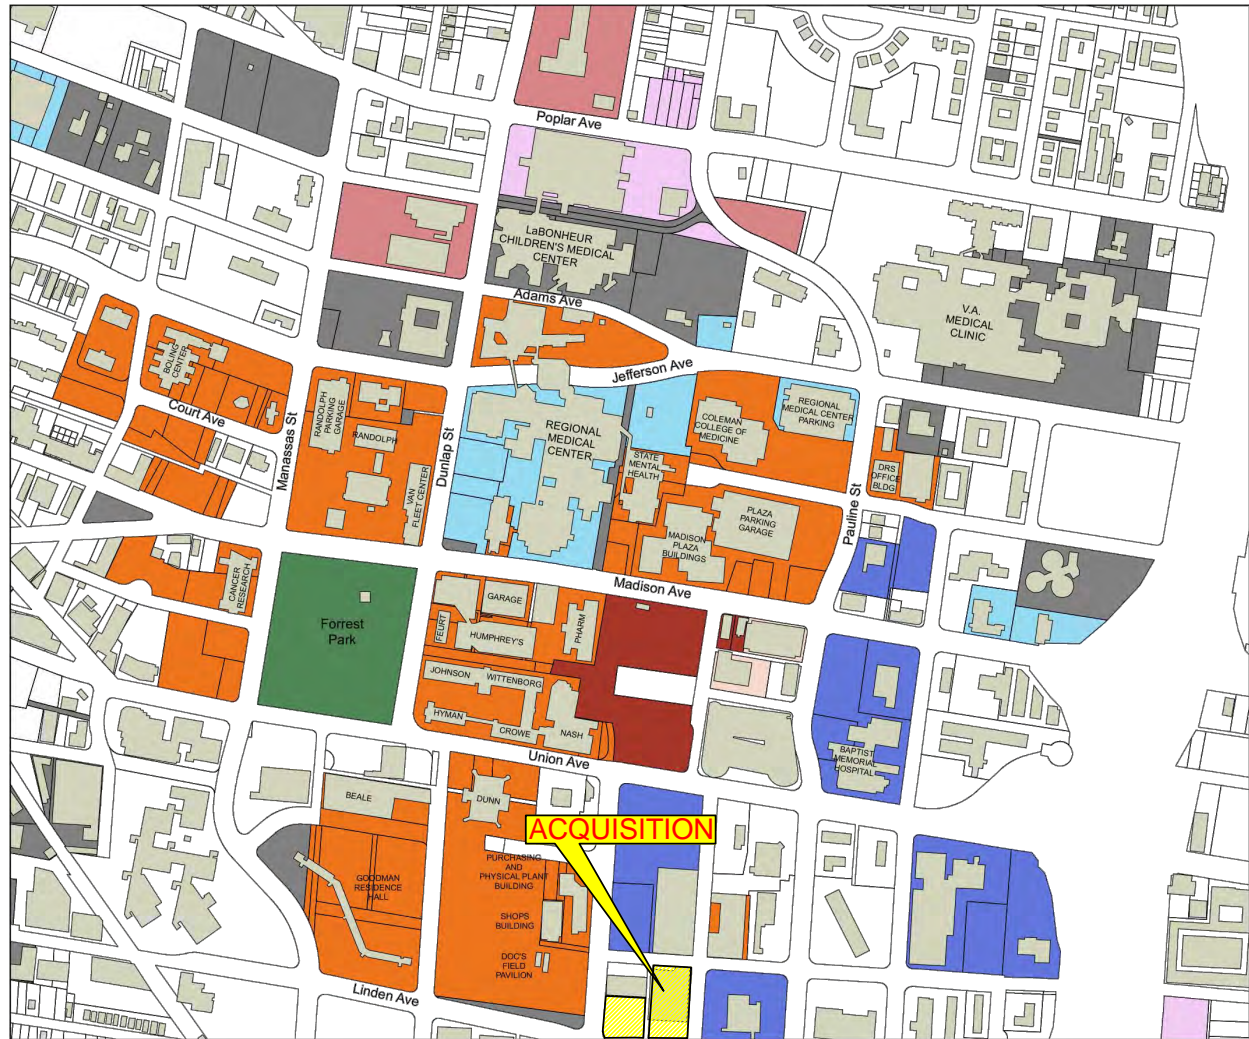 Poplar Ave
LaBONHEUR
CHILDREN'S MEDICAL
CENTER
Adams Ave
V.A.
MEDICAL
CLINIC
BOLING
CENTER
Jefferson Ave
Court Ave
Manassas St
RANDOLPH
PARKING
GARAGE
RANDOLPH
VAN
FLEET CENTER
Dunlap St
REGIONAL
MEDICAL
CENTER
COLEMAN
COLLEGE OF
MEDICINE
REGIONAL
MEDICAL CENTER
PARKING
STATE
MENTAL
HEALTH
DRS
OFFICE
BLDG
Pauline St
PLAZA
PARKING
GARAGE
MADISON
PLAZA
BUILDINGS
Madison Ave
CANCER
RESEARCH
Forrest
Park
GARAGE
FEURT
HUMPHREY'S
PHARM
JOHNSON
WITTENBORG
HYMAN
CROWE
NASH
Union Ave
BAPTIST
MEMORIAL
HOSPITAL
BEALE
DUNN
ACQUISITION
PURCHASING
AND
PHYSICAL PLANT
BUILDING
GOODMAN
RESIDENCE
HALL
SHOPS
BUILDING
DOC'S
FIELD
PAVILION
Linden Ave